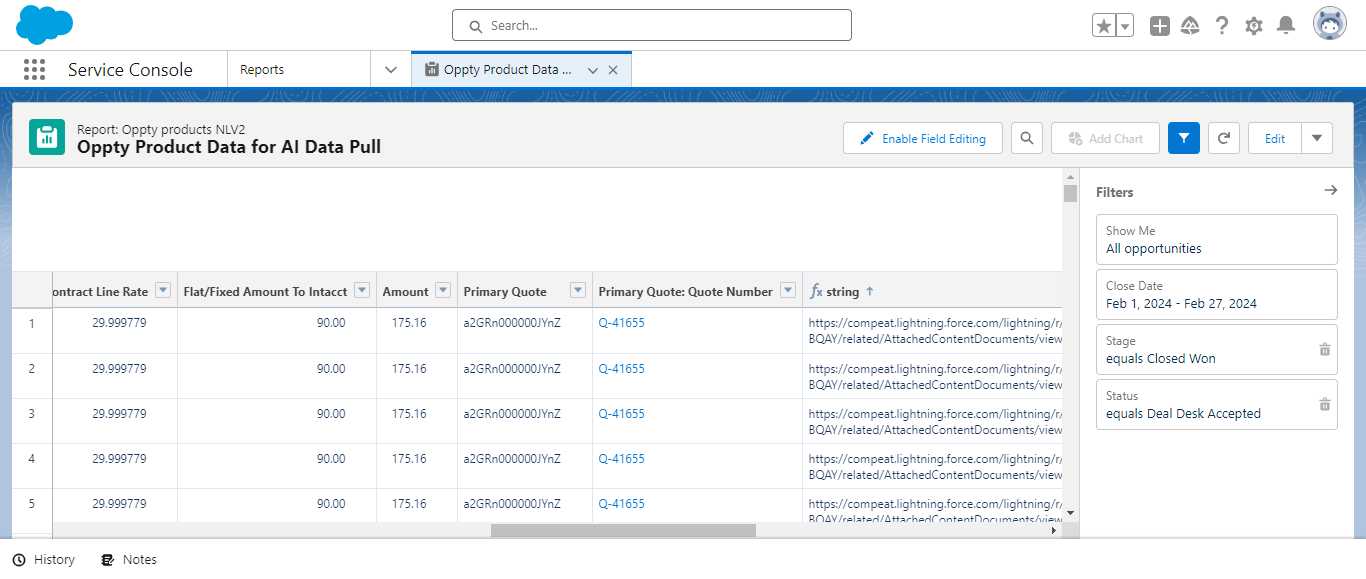 Search...
Service Console
Reports
Oppty Product Data ...
Report: Oppty products NLV2
Oppty Product Data for AI Data Pull
Enable Field Editing
Add Chart
Edit
ontract Line Rate Flat/Fixed Amount To Intacct Amount Primary Quote Primary Quote: Quote Number fx string ↑
1 29.999779 90.00 175.16 a2GRn000000JYnZ Q-41655 https://compeat.lightning.force.com/lightning/r/
BQAY/related/AttachedContentDocuments/view
2 29.999779 90.00 175.16 a2GRn000000JYnZ Q-41655 https://compeat.lightning.force.com/lightning/r/
BQAY/related/AttachedContentDocuments/view
3 29.999779 90.00 175.16 a2GRn000000JYnZ Q-41655 https://compeat.lightning.force.com/lightning/r/
BQAY/related/AttachedContentDocuments/view
4 29.999779 90.00 175.16 a2GRn000000JYnZ Q-41655 https://compeat.lightning.force.com/lightning/r/
BQAY/related/AttachedContentDocuments/view
5 29.999779 90.00 175.16 a2GRn000000JYnZ Q-41655 https://compeat.lightning.force.com/lightning/r/
BQAY/related/AttachedContentDocuments/view
Filters
Show Me
All opportunities
Close Date
Feb 1, 2024 - Feb 27, 2024
Stage
equals Closed Won
Status
equals Deal Desk Accepted
History
Notes